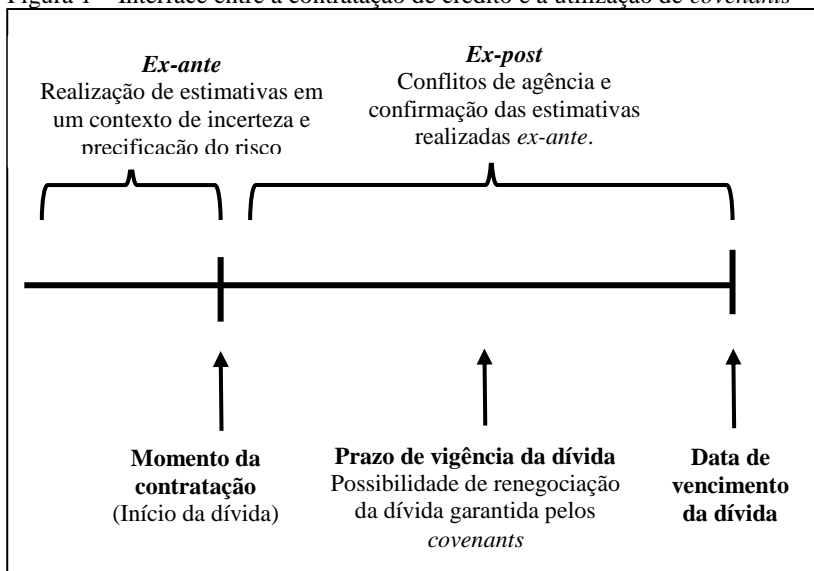 Figura 1 – Interface entre a contratação de crédito e a utilização de covenants
Ex-ante
Realização de estimativas em
um contexto de incerteza e
precificação do risco
Ex-post
Conflitos de agência e
confirmação das estimativas
realizadas ex-ante.
Momento da
contratação
(Início da dívida)
Prazo de vigência da dívida
Possibilidade de renegociação
da dívida garantida pelos
covenants
Data de
vencimento
da dívida